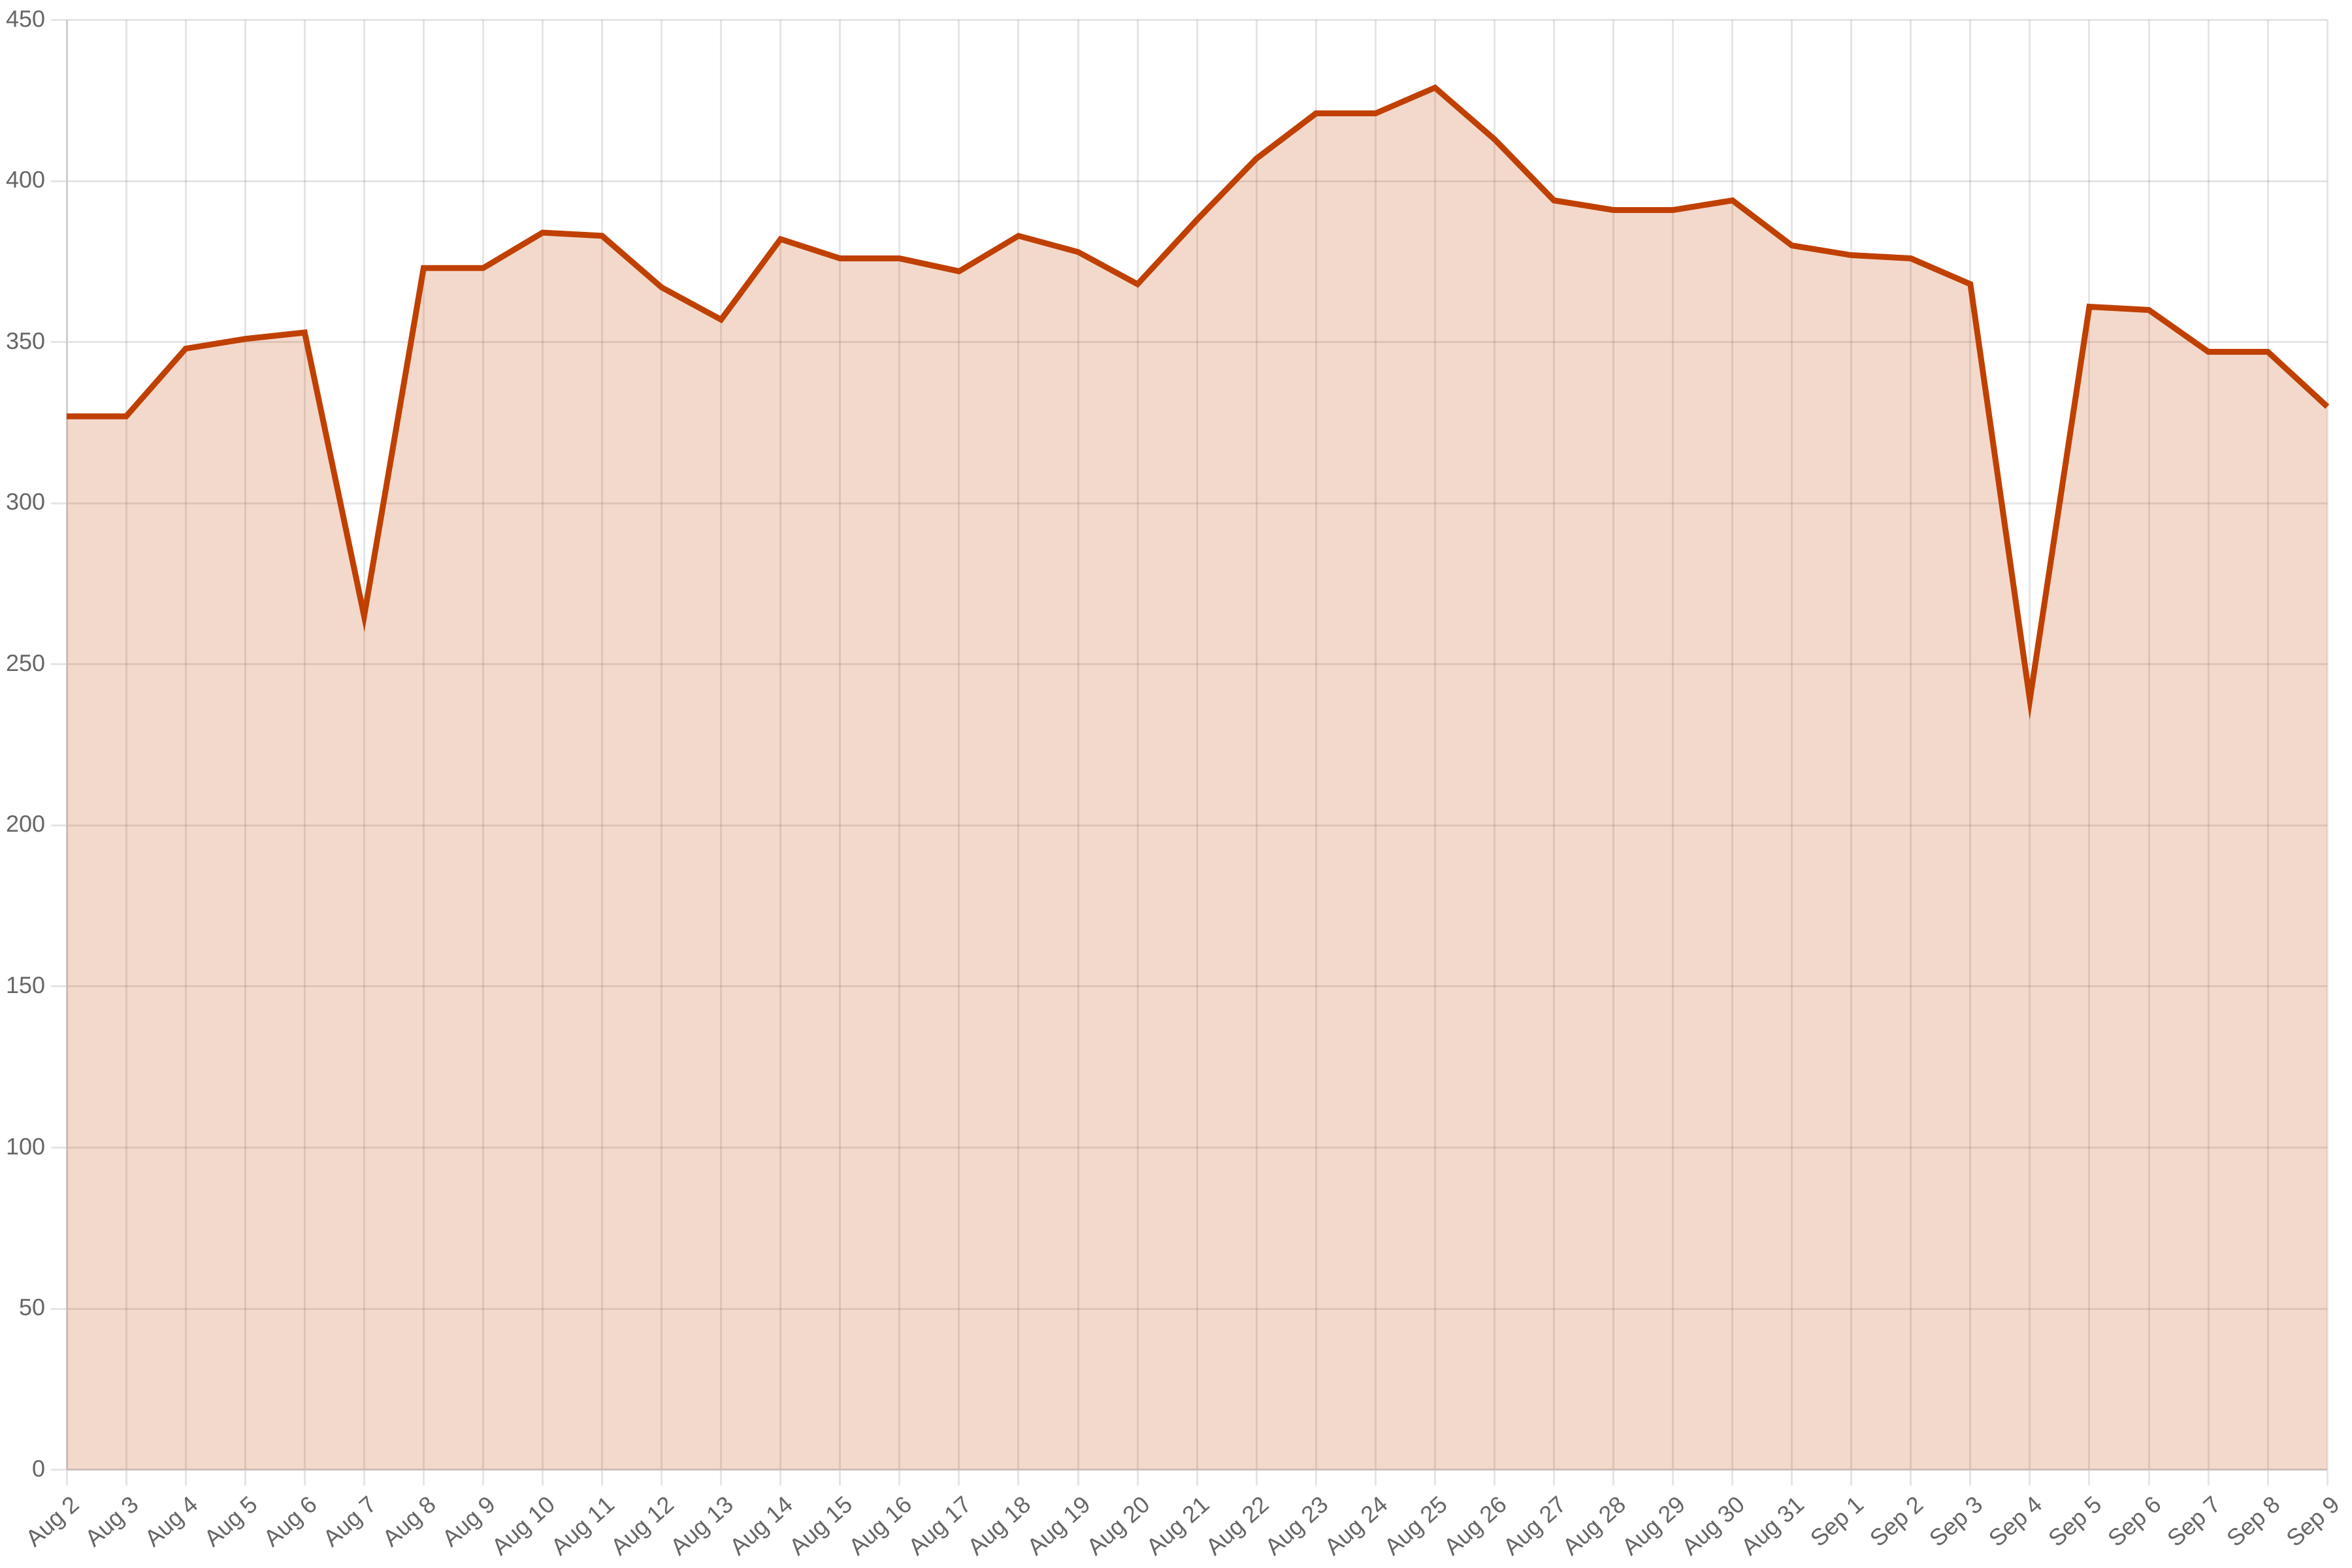 450
400
350
300
250
200
150
100
50
0
Aug 2
Aug 3
Aug 4
Aug 5
Aug 6
Aug 7
Aug 8
Aug 9
Aug 10
Aug 11
Aug 12
Aug 13
Aug 14
Aug 15
Aug 16
Aug 17
Aug 18
Aug 19
Aug 20
Aug 21
Aug 22
Aug 23
Aug 24
Aug 25
Aug 26
Aug 27
Aug 28
Aug 29
Aug 30
Aug 31
Sep 1
Sep 2
Sep 3
Sep 4
Sep 5
Sep 6
Sep 7
Sep 8
Sep 9